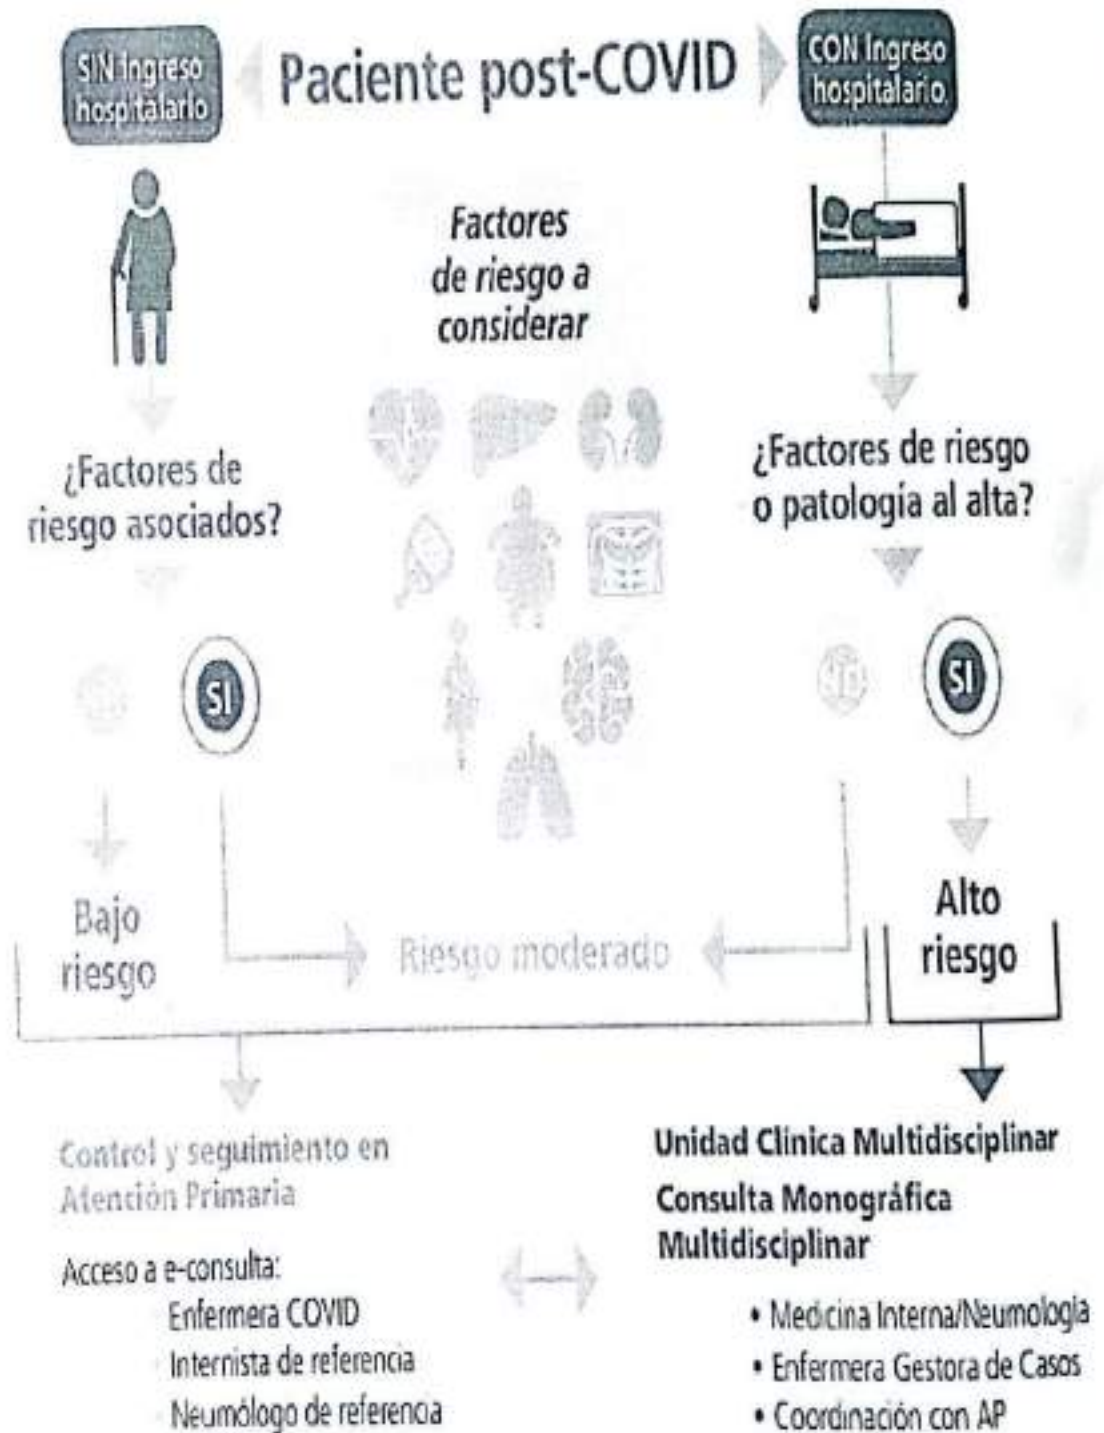 SIN Ingreso
hospitalario
Paciente post-COVID
CON Ingreso
hospitalario
Factores
de riesgo a
considerar
¿Factores de
riesgo asociados?
¿Factores de riesgo
o patología al alta?
SI
NO
SI
Bajo
riesgo
Riesgo moderado
Alto
riesgo
Control y seguimiento en
Atención Primaria
Acceso a e-consulta:
Enfermera COVID
Internista de referencia
Neumólogo de referencia
Unidad Clínica Multidisciplinar
Consulta Monográfica
Multidisciplinar
• Medicina Interna/Neumología
• Enfermera Gestora de Casos
• Coordinación con AP